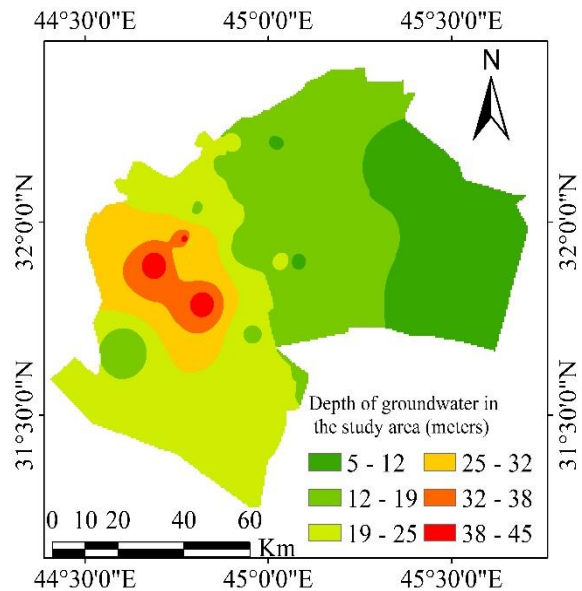 44°30'0"E 45°0'0"E 45°30'0"E
N
32°0'0"N 32°0'0"N
31°30'0"N 31°30'0"N
Depth of groundwater in
the study area (meters)
5 - 12 25 - 32
12 - 19 32 - 38
19 - 25 38 - 45
0 10 20 40 60
Km
44°30'0"E 45°0'0"E 45°30'0"E